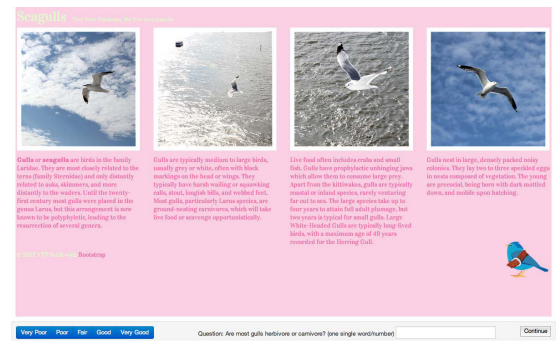 Seagulls
Gulls or seagulls are birds in the family
Laridae. They are most closely related to the
terns (family Sternidae) and only distantly
related to auks, skimmers, and more
distantly to the waders. Until the twenty-
first century most gulls were placed in the
genus Larus, but this arrangement is now
known to be polyphyletic, leading to the
resurrection of several genera.
Gulls are typically medium to large birds,
usually grey or white, often with black
markings on the head or wings. They
typically have harsh wailing or squawking
calls, stout, longish bills, and webbed feet.
Most gulls, particularly Larus species, are
ground-nesting carnivores, which will take
live food or scavenge opportunistically.
Live food often includes crabs and small
fish. Gulls have prophylactic unhinging jaws
which allow them to consume large prey.
Apart from the kittiwakes, gulls are typically
coastal or inland species, rarely venturing
far out to sea. The large species take up to
four years to attain full adult plumage, but
two years is typical for small gulls. Large
White-Headed Gulls are typically long-lived
birds, with a maximum age of 49 years
recorded for the Herring Gull.
Gulls nest in large, densely packed noisy
colonies. They lay two to three speckled eggs
in nests composed of vegetation. The young
are precocial, being born with dark mottled
down, and mobile upon hatching.
Bootstrap
Very Poor Poor Fair Good Very Good
Question: Are most gulls herbivore or carnivore? (one single word/number)
Continue